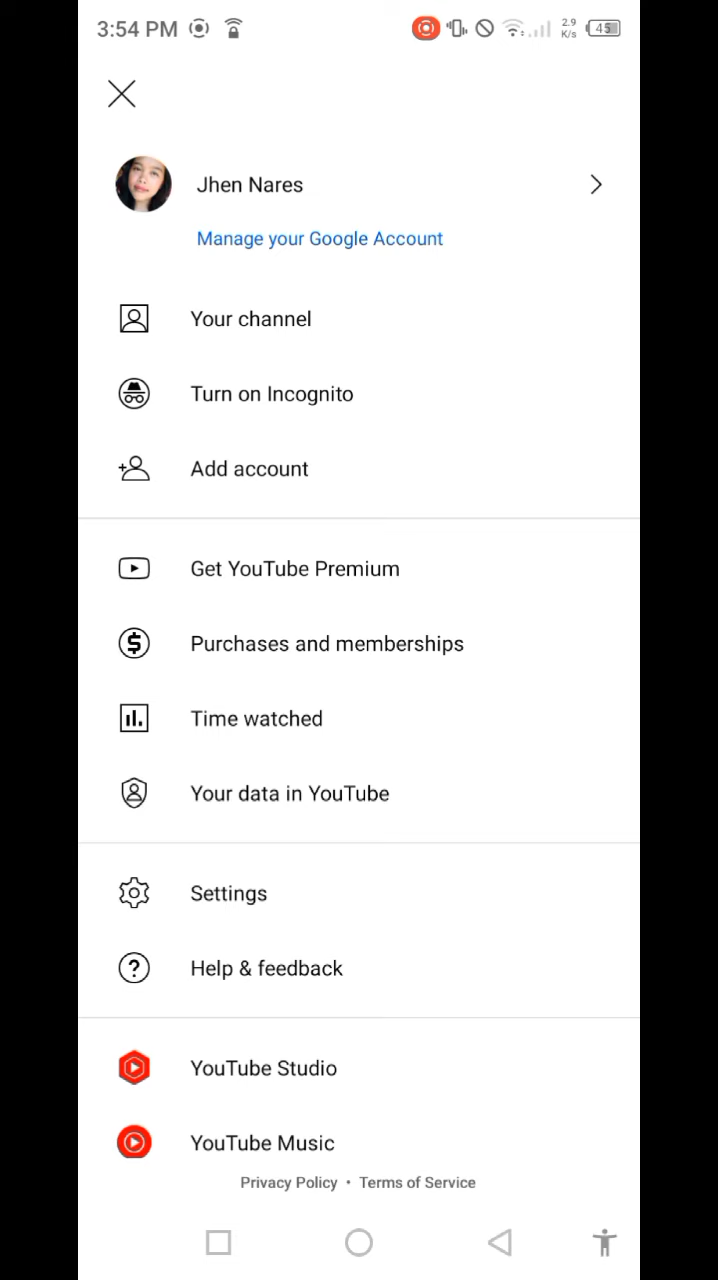 3:54 PM
2.9 K/s
45
Jhen Nares
Manage your Google Account
Your channel
Turn on Incognito
Add account
Get YouTube Premium
Purchases and memberships
Time watched
Your data in YouTube
Settings
Help & feedback
YouTube Studio
YouTube Music
Privacy Policy • Terms of Service